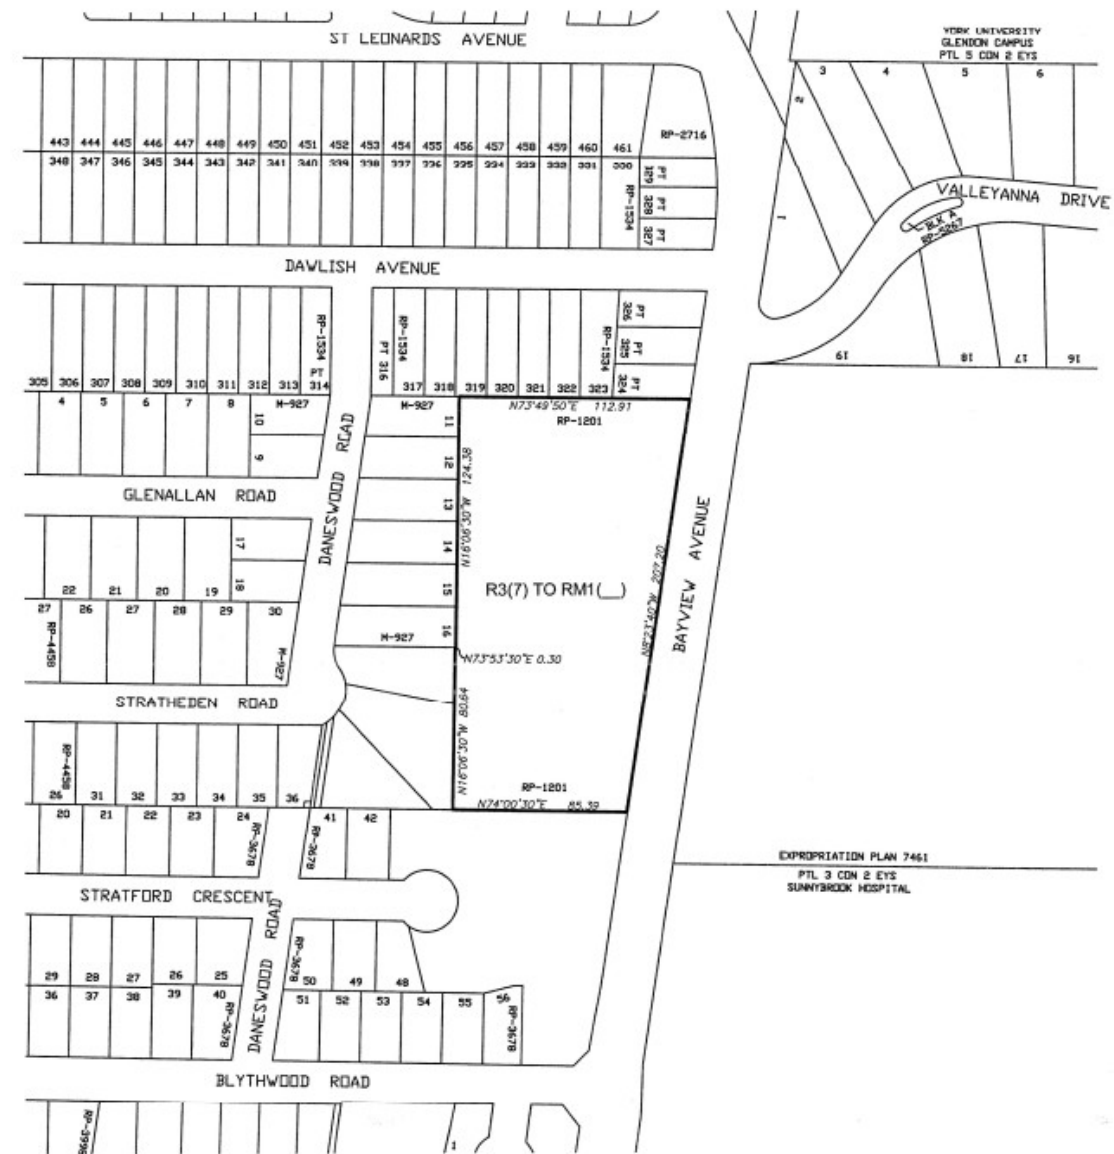 ST LEONARDS AVENUE
YORK UNIVERSITY
GLENDON CAMPUS
PTL 5 CON 2 EYS
3 4 5 6
2
443 444 445 446 447 448 449 450 451 452 453 454 455 456 457 458 459 460 461
RP-2716
348 347 346 345 344 343 342 341 340 339 338 337 336 335 334 333 332 331 330
PT 329
PT 328
PT 327
RP-1534
1
VALLEYANNA DRIVE
BLK A
RP-5267
DAWLISH AVENUE
RP-1534
PT 314
PT 316
RP-1534
RP-1534
PT 326
PT 325
PT 324
305 306 307 308 309 310 311 312 313
317 318 319 320 321 322 323
19 18 17 16
4 5 6 7 8
M-927
10
9
M-927
11
12
13
14
15
16
M-927
N73°49'50"E 112.91
RP-1201
N16°06'30"W 124.38
GLENALLAN ROAD
DANESWOOD ROAD
BAYVIEW AVENUE
R3(7) TO RM1(__)
N8°23'40"W 207.20
17
18
22 21 20 19
27 26 27 28 29 30
RP-4458
M-927
N73°53'30"E 0.30
STRATHEDEN ROAD
N16°06'30"W 80.64
RP-4458
26 31 32 33 34 35 36
RP-1201
N74°00'30"E 85.39
20 21 22 23 24
RP-3678
RP-3678
41 42
EXPROPRIATION PLAN 7461
PTL 3 CON 2 EYS
SUNNYBROOK HOSPITAL
STRATFORD CRESCENT
DANESWOOD ROAD
29 28 27 26 25
RP-3678
50 49 48
36 37 38 39 40
RP-3678
51 52 53 54 55 56
RP-3678
BLYTHWOOD ROAD
1